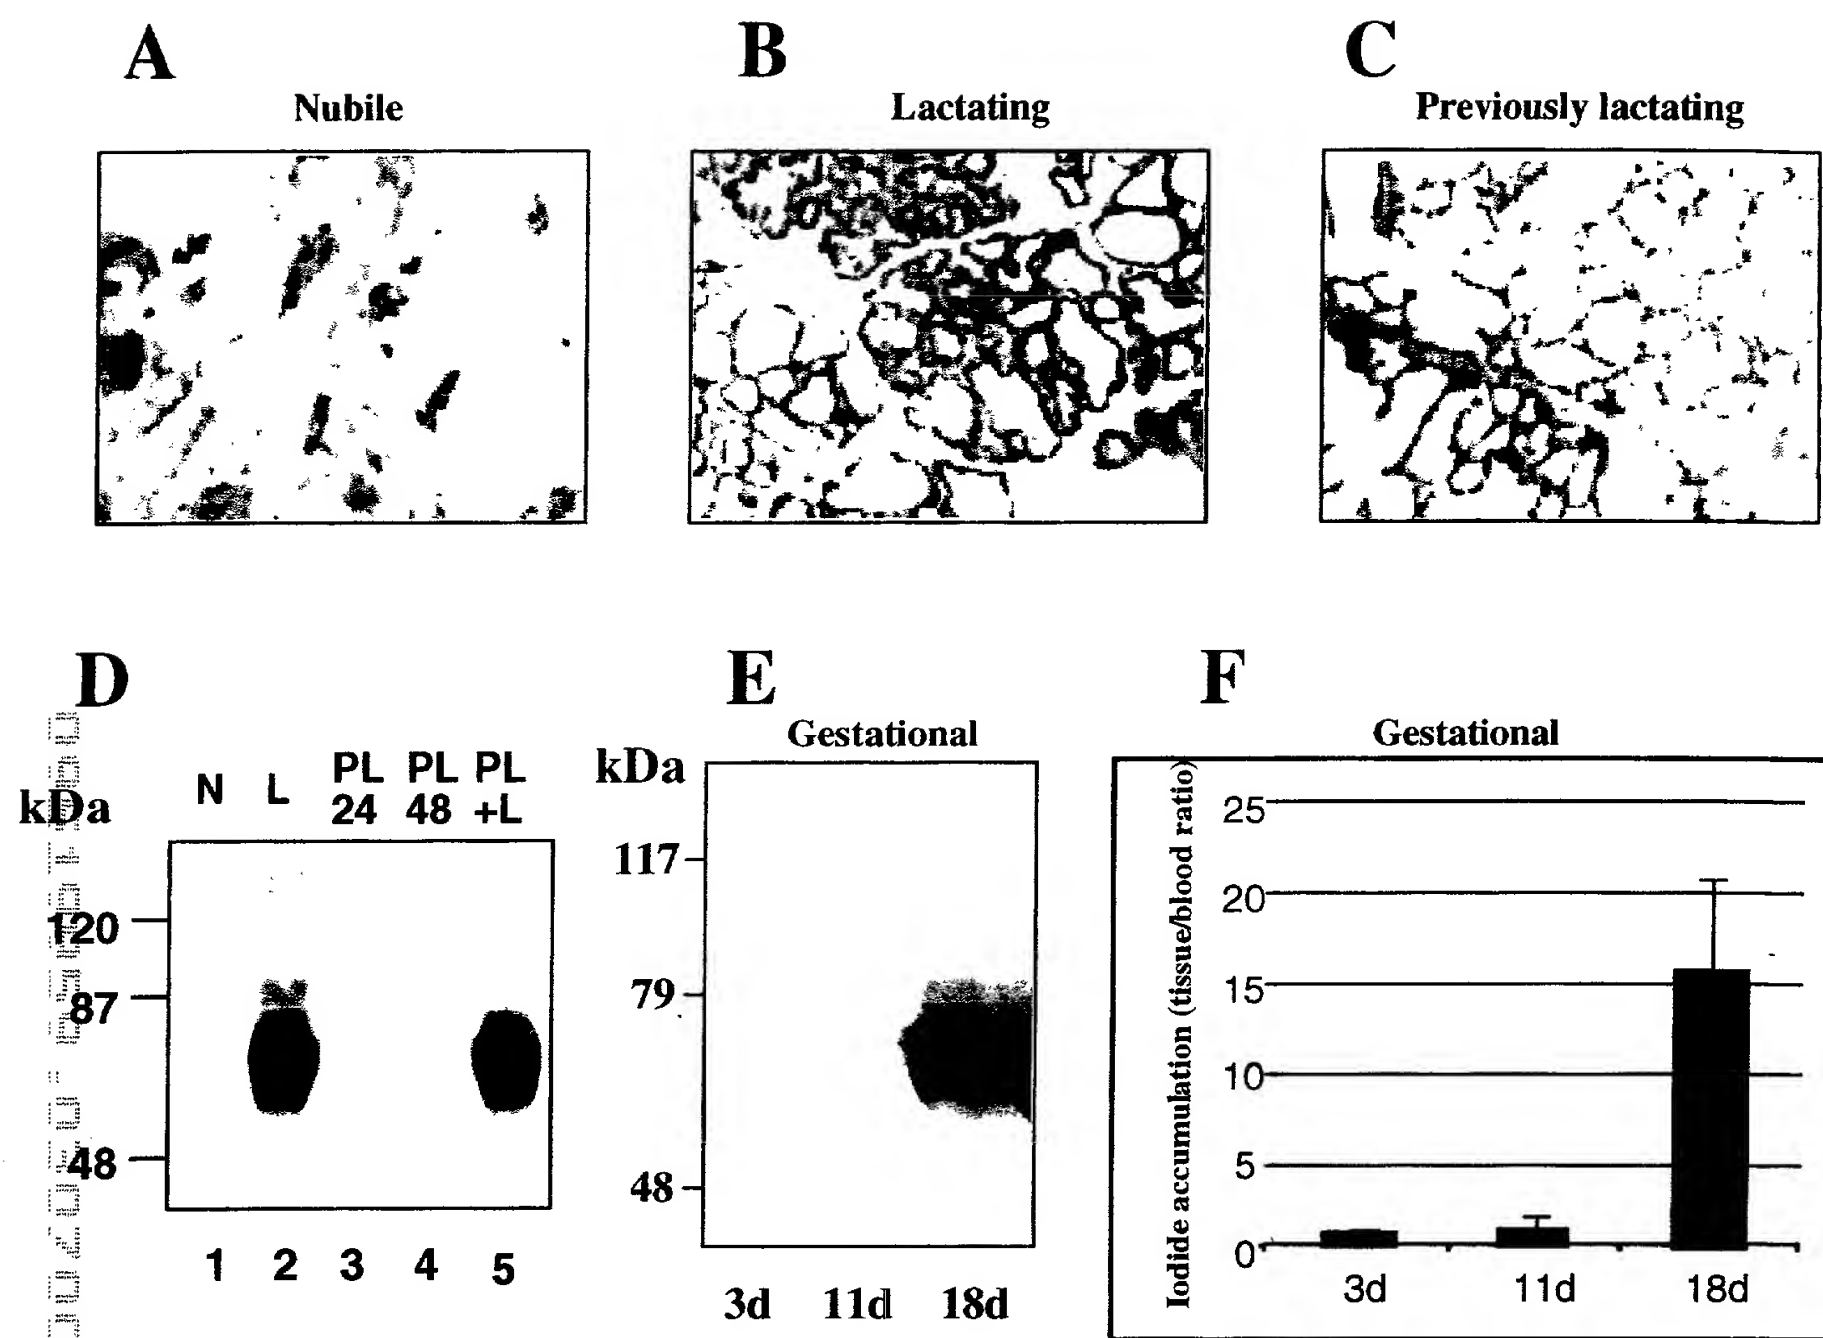 A
B
C
Nubile
Lactating
Previously lactating
D
E
F
Gestational
Gestational
kDa
N L PL PL PL
24 48 +L
120
87
48
1 2 3 4 5
kDa
117
79
48
3d 11d 18d
Iodide accumulation (tissue/blood ratio)
25
20
15
10
5
0
3d 11d 18d